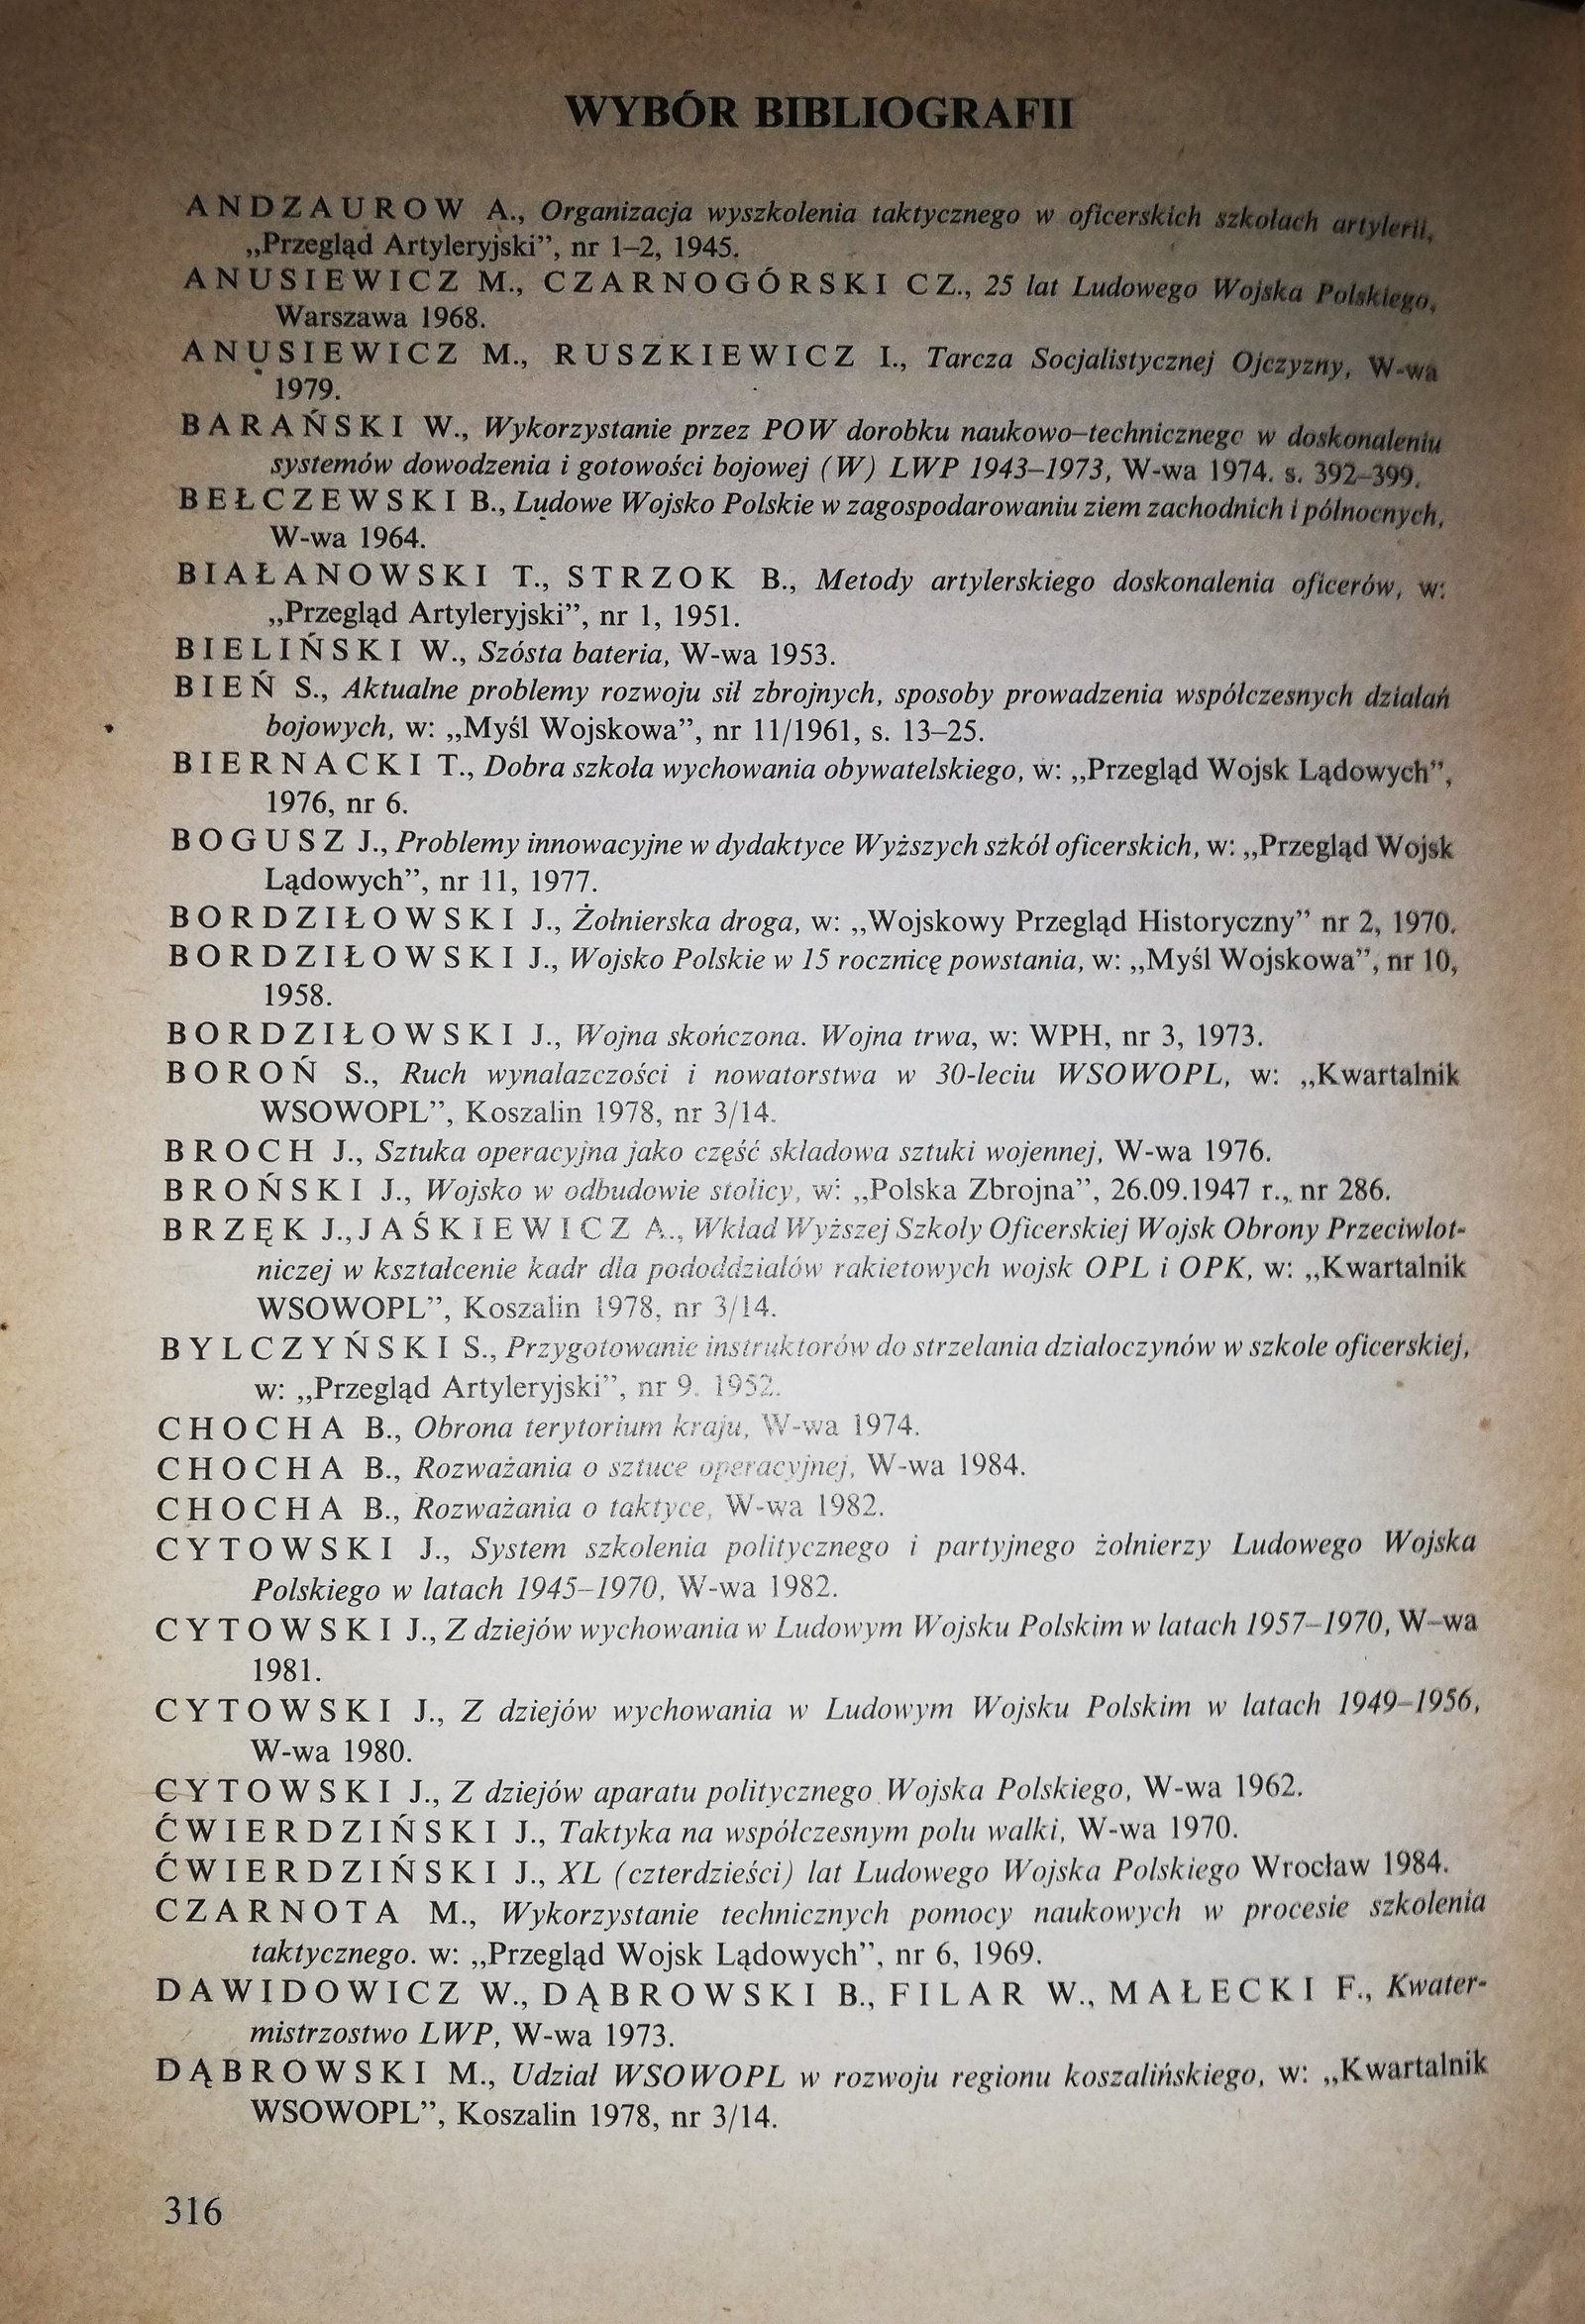 WYBÓR BIBLIOGRAFII
ANDZAUROW A., Organizacja wyszkolenia taktycznego w oficerskich szkołach artylerii,
„Przegląd Artyleryjski”, nr 1–2, 1945.
ANUSIEWICZ M., CZARNOGÓRSKI CZ., 25 lat Ludowego Wojska Polskiego,
Warszawa 1968.
ANUSIEWICZ M., RUSZKIEWICZ I., Tarcza Socjalistycznej Ojczyzny, W-wa
1979.
BARAŃSKI W., Wykorzystanie przez POW dorobku naukowo–technicznego w doskonaleniu
systemów dowodzenia i gotowości bojowej (W) LWP 1943–1973, W-wa 1974. s. 392–399.
BEŁCZEWSKI B., Ludowe Wojsko Polskie w zagospodarowaniu ziem zachodnich i północnych,
W-wa 1964.
BIAŁANOWSKI T., STRZOK B., Metody artylerskiego doskonalenia oficerów, w:
„Przegląd Artyleryjski”, nr 1, 1951.
BIELIŃSKI W., Szósta bateria, W-wa 1953.
BIEŃ S., Aktualne problemy rozwoju sił zbrojnych, sposoby prowadzenia współczesnych działań
bojowych, w: „Myśl Wojskowa”, nr 11/1961, s. 13–25.
BIERNACKI T., Dobra szkoła wychowania obywatelskiego, w: „Przegląd Wojsk Lądowych”,
1976, nr 6.
BOGUSZ J., Problemy innowacyjne w dydaktyce Wyższych szkół oficerskich, w: „Przegląd Wojsk
Lądowych”, nr 11, 1977.
BORDZIŁOWSKI J., Żołnierska droga, w: „Wojskowy Przegląd Historyczny” nr 2, 1970.
BORDZIŁOWSKI J., Wojsko Polskie w 15 rocznicę powstania, w: „Myśl Wojskowa”, nr 10,
1958.
BORDZIŁOWSKI J., Wojna skończona. Wojna trwa, w: WPH, nr 3, 1973.
BOROŃ S., Ruch wynalazczości i nowatorstwa w 30-leciu WSOWOPL, w: „Kwartalnik
WSOWOPL”, Koszalin 1978, nr 3/14.
BROCH J., Sztuka operacyjna jako część składowa sztuki wojennej, W-wa 1976.
BROŃSKI J., Wojsko w odbudowie stolicy, w: „Polska Zbrojna”, 26.09.1947 r., nr 286.
BRZĘK J., JAŚKIEWICZ A., Wkład Wyższej Szkoły Oficerskiej Wojsk Obrony Przeciwlot-
niczej w kształcenie kadr dla pododdziałów rakietowych wojsk OPL i OPK, w: „Kwartalnik
WSOWOPL”, Koszalin 1978, nr 3/14.
BYLCZYŃSKI S., Przygotowanie instruktorów do strzelania działoczynów w szkole oficerskiej,
w: „Przegląd Artyleryjski”, nr 9. 1952.
CHOCHA B., Obrona terytorium kraju, W-wa 1974.
CHOCHA B., Rozważania o sztuce operacyjnej, W-wa 1984.
CHOCHA B., Rozważania o taktyce, W-wa 1982.
CYTOWSKI J., System szkolenia politycznego i partyjnego żołnierzy Ludowego Wojska
Polskiego w latach 1945–1970, W-wa 1982.
CYTOWSKI J., Z dziejów wychowania w Ludowym Wojsku Polskim w latach 1957–1970, W–wa
1981.
CYTOWSKI J., Z dziejów wychowania w Ludowym Wojsku Polskim w latach 1949–1956,
W-wa 1980.
CYTOWSKI J., Z dziejów aparatu politycznego Wojska Polskiego, W-wa 1962.
ĆWIERDZIŃSKI J., Taktyka na współczesnym polu walki, W-wa 1970.
ĆWIERDZIŃSKI J., XL (czterdzieści) lat Ludowego Wojska Polskiego Wrocław 1984.
CZARNOTA M., Wykorzystanie technicznych pomocy naukowych w procesie szkolenia
taktycznego. w: „Przegląd Wojsk Lądowych”, nr 6, 1969.
DAWIDOWICZ W., DĄBROWSKI B., FILAR W., MAŁECKI F., Kwater-
mistrzostwo LWP, W-wa 1973.
DĄBROWSKI M., Udział WSOWOPL w rozwoju regionu koszalińskiego, w: „Kwartalnik
WSOWOPL”, Koszalin 1978, nr 3/14.
316